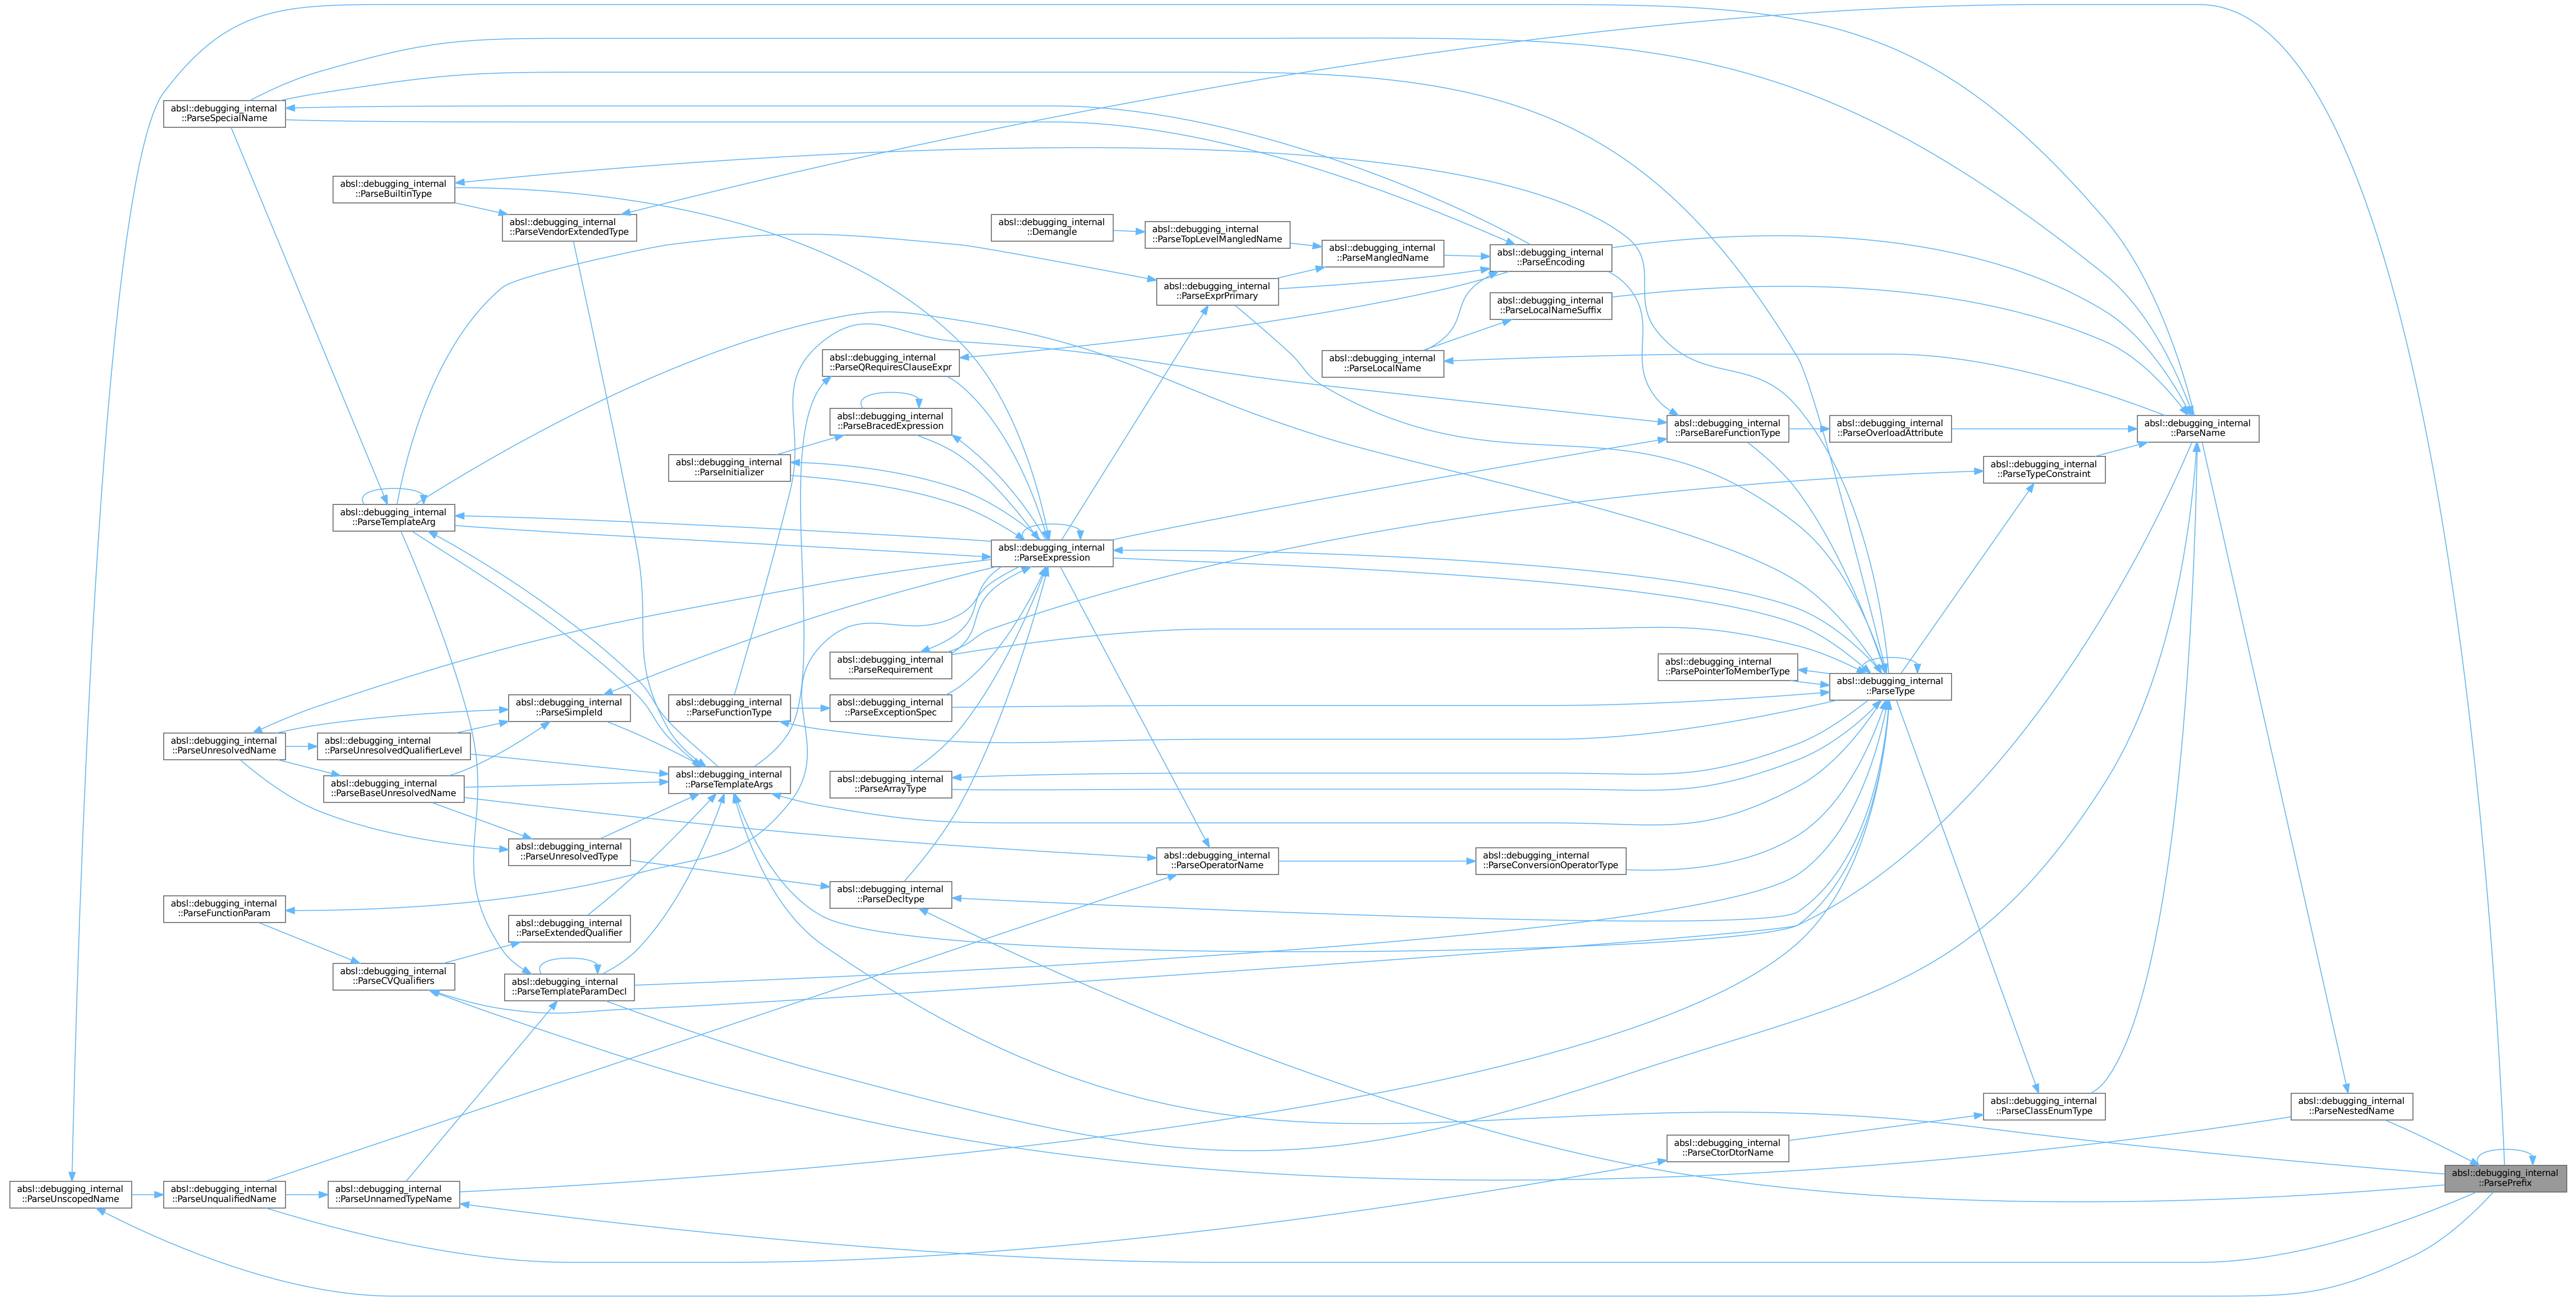 absl::debugging_internal
::ParseSpecialName
absl::debugging_internal
::ParseBuiltinType
absl::debugging_internal
::ParseVendorExtendedType
absl::debugging_internal
::Demangle
absl::debugging_internal
::ParseTopLevelMangledName
absl::debugging_internal
::ParseMangledName
absl::debugging_internal
::ParseEncoding
absl::debugging_internal
::ParseExprPrimary
absl::debugging_internal
::ParseLocalNameSuffix
absl::debugging_internal
::ParseQRequiresClauseExpr
absl::debugging_internal
::ParseLocalName
absl::debugging_internal
::ParseBracedExpression
absl::debugging_internal
::ParseBareFunctionType
absl::debugging_internal
::ParseOverloadAttribute
absl::debugging_internal
::ParseName
absl::debugging_internal
::ParseInitializer
absl::debugging_internal
::ParseTypeConstraint
absl::debugging_internal
::ParseTemplateArg
absl::debugging_internal
::ParseExpression
absl::debugging_internal
::ParseRequirement
absl::debugging_internal
::ParsePointerToMemberType
absl::debugging_internal
::ParseType
absl::debugging_internal
::ParseSimpleId
absl::debugging_internal
::ParseFunctionType
absl::debugging_internal
::ParseExceptionSpec
absl::debugging_internal
::ParseUnresolvedName
absl::debugging_internal
::ParseUnresolvedQualifierLevel
absl::debugging_internal
::ParseTemplateArgs
absl::debugging_internal
::ParseArrayType
absl::debugging_internal
::ParseBaseUnresolvedName
absl::debugging_internal
::ParseUnresolvedType
absl::debugging_internal
::ParseOperatorName
absl::debugging_internal
::ParseConversionOperatorType
absl::debugging_internal
::ParseDecltype
absl::debugging_internal
::ParseFunctionParam
absl::debugging_internal
::ParseExtendedQualifier
absl::debugging_internal
::ParseCVQualifiers
absl::debugging_internal
::ParseTemplateParamDecl
absl::debugging_internal
::ParseClassEnumType
absl::debugging_internal
::ParseNestedName
absl::debugging_internal
::ParseCtorDtorName
absl::debugging_internal
::ParsePrefix
absl::debugging_internal
::ParseUnscopedName
absl::debugging_internal
::ParseUnqualifiedName
absl::debugging_internal
::ParseUnnamedTypeName